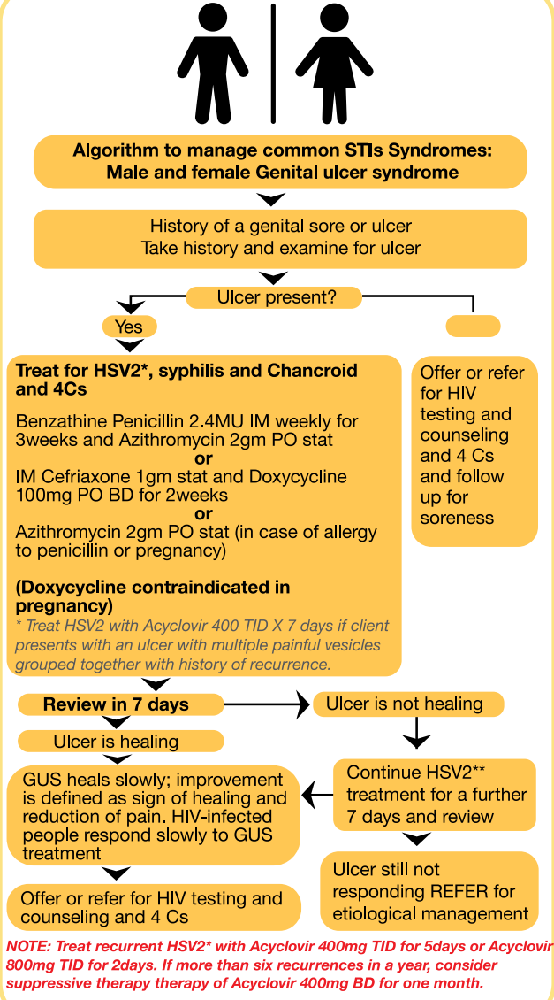 Algorithm to manage common STIs Syndromes:
Male and female Genital ulcer syndrome
History of a genital sore or ulcer
Take history and examine for ulcer
Ulcer present?
Yes
Treat for HSV2*, syphilis and Chancroid
and 4Cs
Benzathine Penicillin 2.4MU IM weekly for
3weeks and Azithromycin 2gm PO stat
or
IM Cefriaxone 1gm stat and Doxycycline
100mg PO BD for 2weeks
or
Azithromycin 2gm PO stat (in case of allergy
to penicillin or pregnancy)
(Doxycycline contraindicated in
pregnancy)
* Treat HSV2 with Acyclovir 400 TID X 7 days if client
presents with an ulcer with multiple painful vesicles
grouped together with history of recurrence.
Offer or refer
for HIV
testing and
counseling
and 4 Cs
and follow
up for
soreness
Review in 7 days
Ulcer is not healing
Ulcer is healing
GUS heals slowly; improvement
is defined as sign of healing and
reduction of pain. HIV-infected
people respond slowly to GUS
treatment
Continue HSV2**
treatment for a further
7 days and review
Offer or refer for HIV testing and
counseling and 4 Cs
Ulcer still not
responding REFER for
etiological management
NOTE: Treat recurrent HSV2* with Acyclovir 400mg TID for 5days or Acyclovir
800mg TID for 2days. If more than six recurrences in a year, consider
suppressive therapy therapy of Acyclovir 400mg BD for one month.